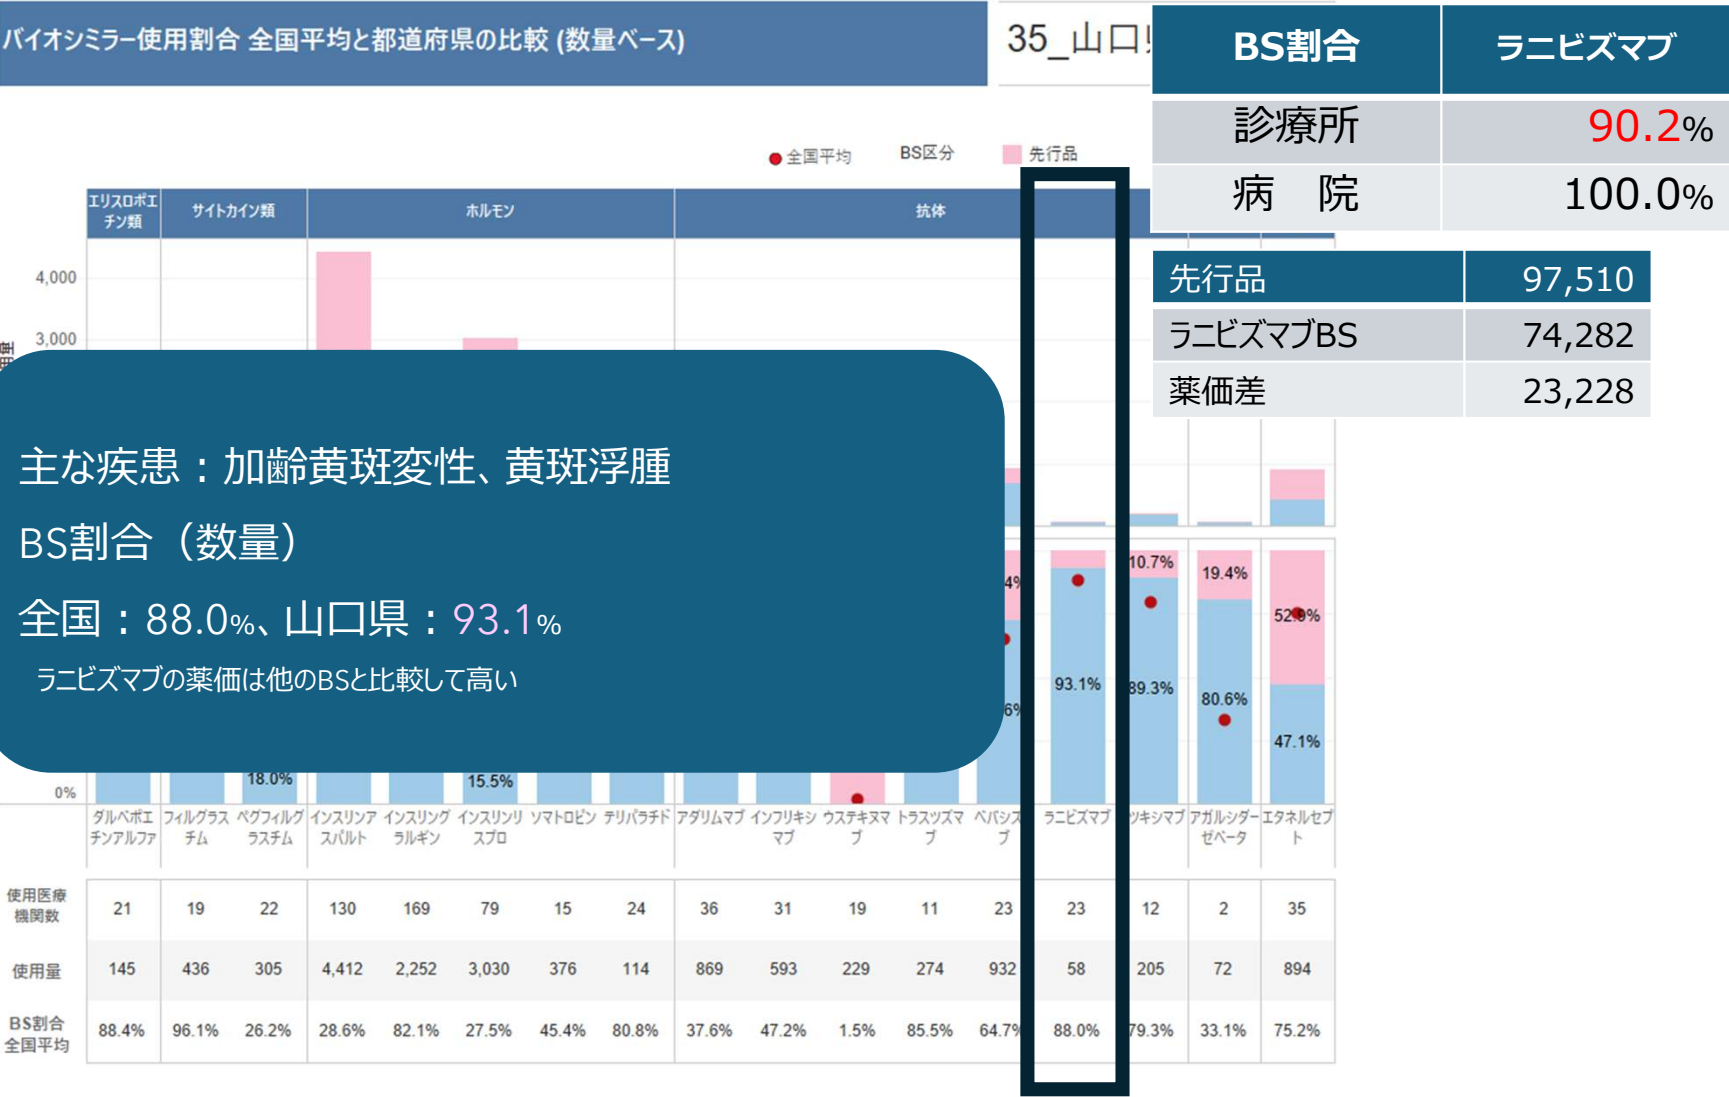 バイオシミラー使用割合 全国平均と都道府県の比較 (数量ベース)
35_山口
BS割合 ラニビズマブ
診療所 90.2%
病　院 100.0%
先行品 97,510
ラニビズマブBS 74,282
薬価差 23,228
全国平均 BS区分 先行品
エリスロポエチン類 サイトカイン類 ホルモン 抗体
4,000
3,000
主な疾患：加齢黄斑変性、黄斑浮腫
BS割合（数量）
全国：88.0%、山口県：93.1%
ラニビズマブの薬価は他のBSと比較して高い
10.7% 19.4%
52.9%
93.1% 89.3% 80.6%
47.1%
18.0% 15.5%
0%
ダルベポエチンアルファ フィルグラスチム ペグフィルグラスチム インスリンアスパルト インスリングラルギン インスリンリスプロ ソマトロピン テリパラチド アダリムマブ インフリキシマブ ウステキヌマブ トラスツズマブ ベバシズ ブ ラニビズマブ ツキシマブ アガルシダーゼベータ エタネルセプト
使用医療機関数 21 19 22 130 169 79 15 24 36 31 19 11 23 23 12 2 35
使用量 145 436 305 4,412 2,252 3,030 376 114 869 593 229 274 932 58 205 72 894
BS割合全国平均 88.4% 96.1% 26.2% 28.6% 82.1% 27.5% 45.4% 80.8% 37.6% 47.2% 1.5% 85.5% 64.7% 88.0% 79.3% 33.1% 75.2%